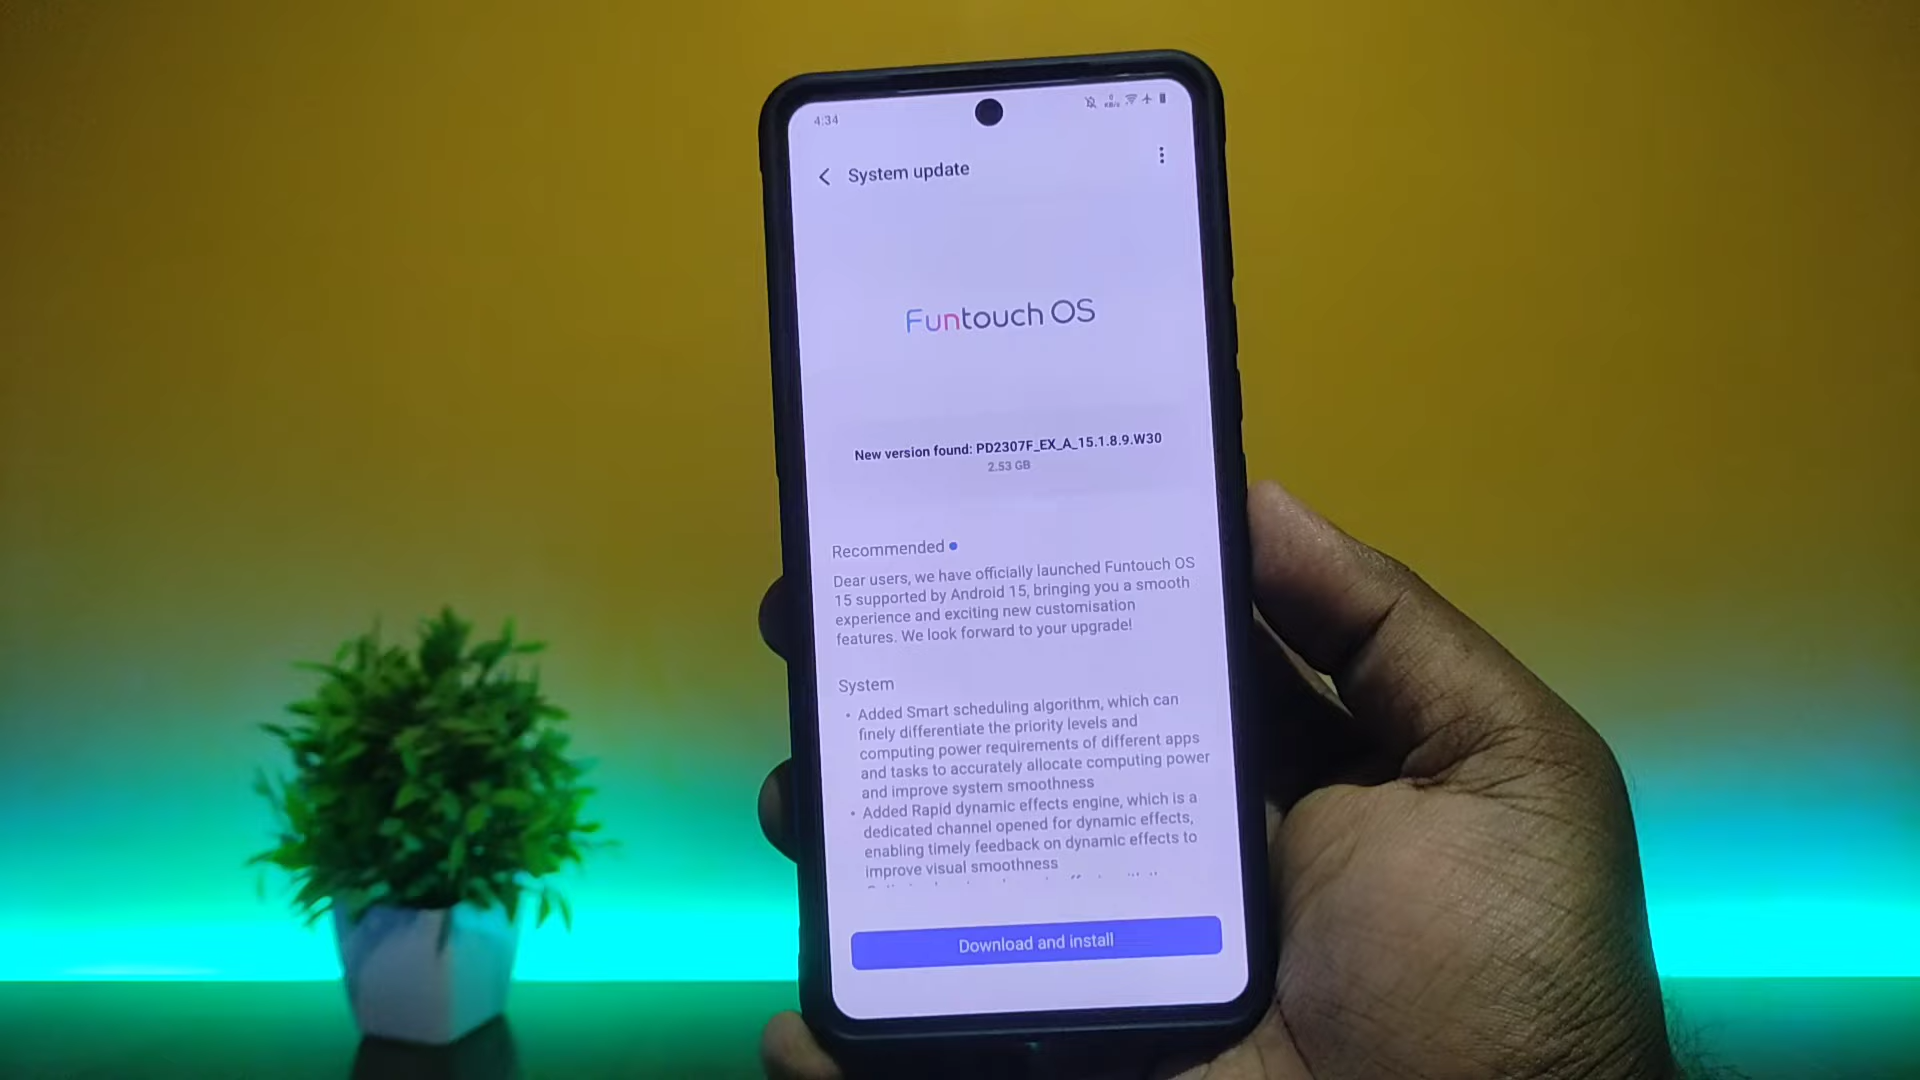 4:34
0
KB/s
System update
Funtouch OS
New version found: PD2307F_EX_A_15.1.8.9.W30
2.53 GB
Recommended
Dear users, we have officially launched Funtouch OS
15 supported by Android 15, bringing you a smooth
experience and exciting new customisation
features. We look forward to your upgrade!
System
• Added Smart scheduling algorithm, which can
finely differentiate the priority levels and
computing power requirements of different apps
and tasks to accurately allocate computing power
and improve system smoothness
• Added Rapid dynamic effects engine, which is a
dedicated channel opened for dynamic effects,
enabling timely feedback on dynamic effects to
improve visual smoothness
Download and install